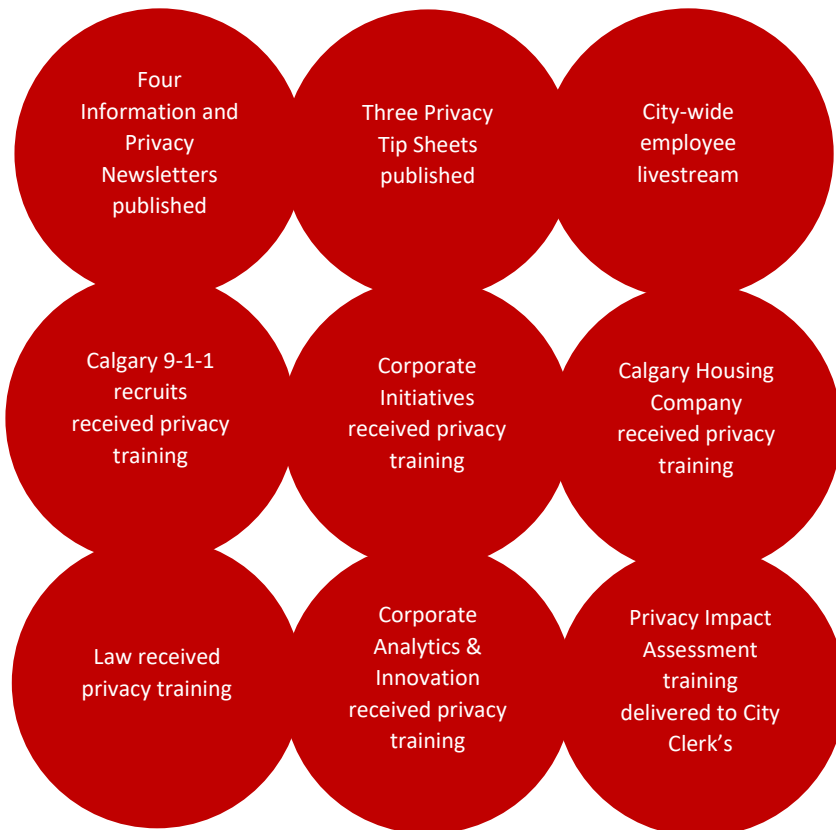 Four
Information and
Privacy
Newsletters
published
Three Privacy
Tip Sheets
published
City-wide
employee
livestream
Calgary 9-1-1
recruits
received privacy
training
Corporate
Initiatives
received privacy
training
Calgary Housing
Company
received privacy
training
Law received
privacy training
Corporate
Analytics &
Innovation
received privacy
training
Privacy Impact
Assessment
training
delivered to City
Clerk’s